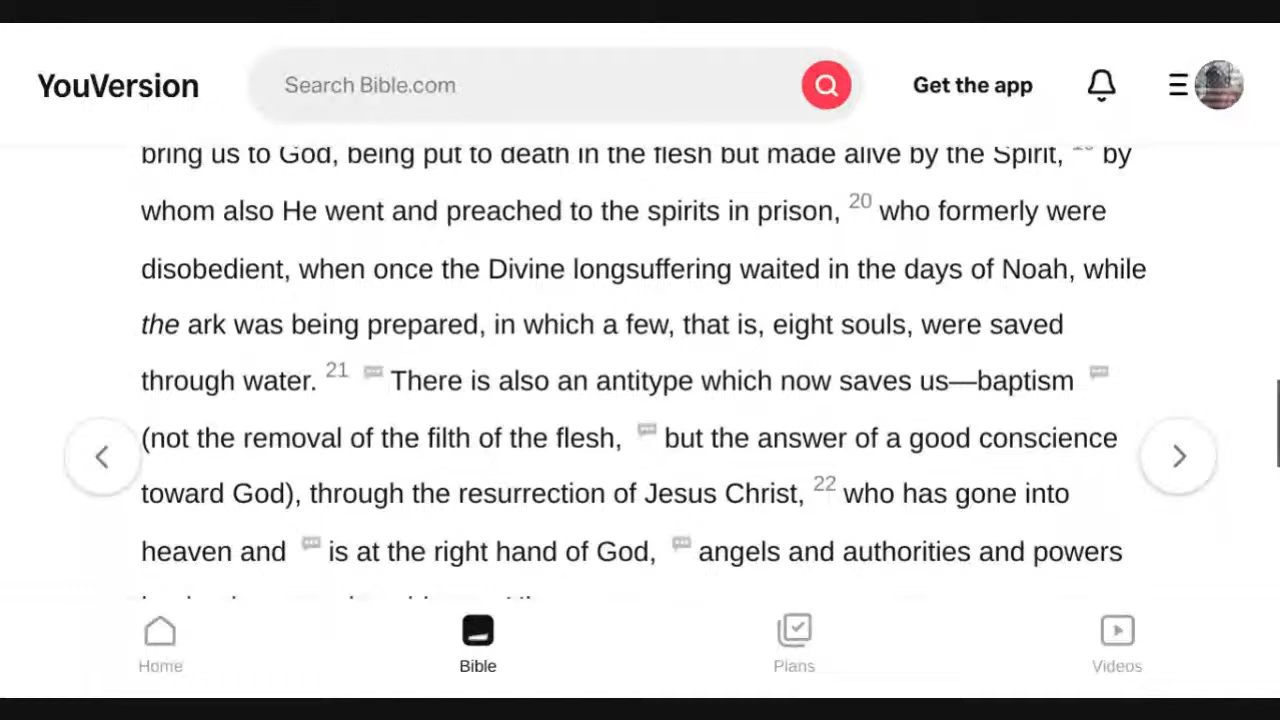 YouVersion
Search Bible.com
Get the app
bring us to God, being put to death in the flesh but made alive by the Spirit, by
whom also He went and preached to the spirits in prison, 20 who formerly were
disobedient, when once the Divine longsuffering waited in the days of Noah, while
the ark was being prepared, in which a few, that is, eight souls, were saved
through water. 21 There is also an antitype which now saves us—baptism
(not the removal of the filth of the flesh, but the answer of a good conscience
toward God), through the resurrection of Jesus Christ, 22 who has gone into
heaven and is at the right hand of God, angels and authorities and powers
Home
Bible
Plans
Videos